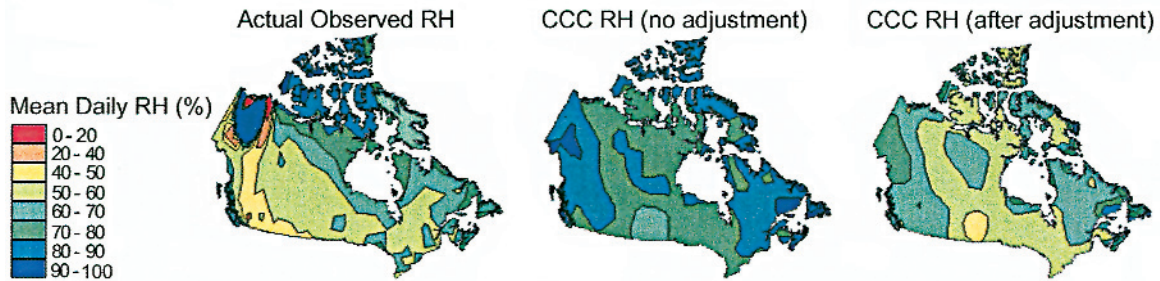 Actual Observed RH
CCC RH (no adjustment)
CCC RH (after adjustment)
Mean Daily RH (%)
0 - 20
20 - 40
40 - 50
50 - 60
60 - 70
70 - 80
80 - 90
90 - 100